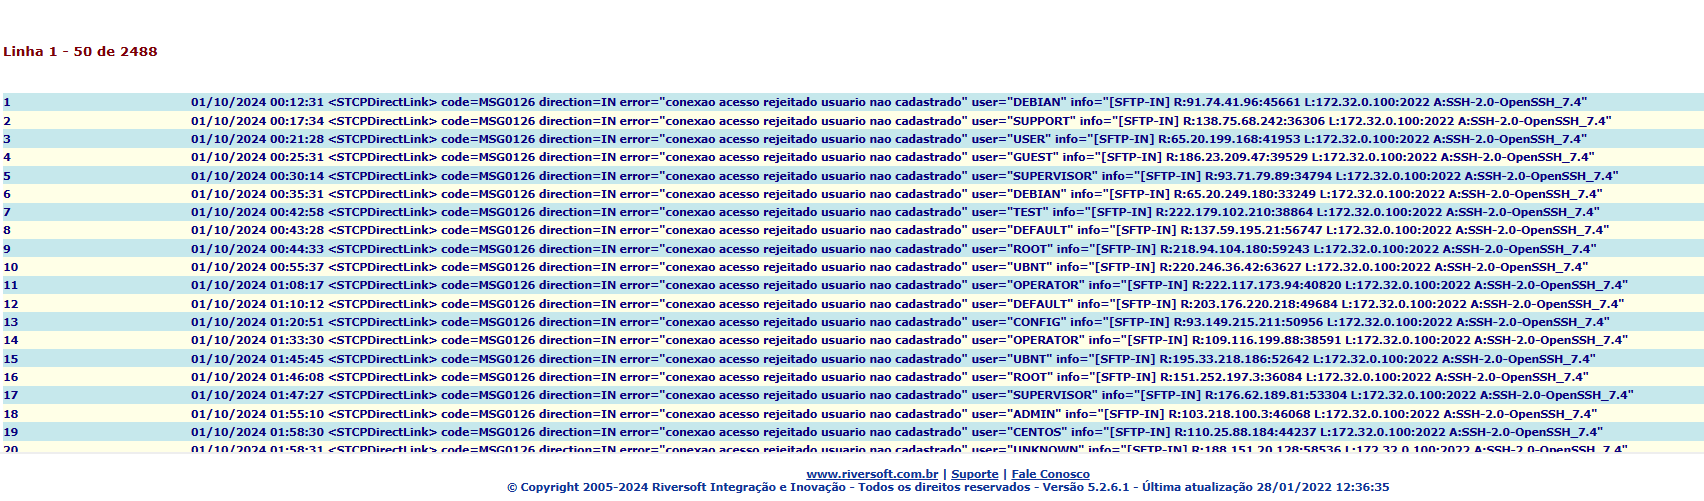 Linha 1 - 50 de 2488
1 01/10/2024 00:12:31 <STCPDirectLink> code=MSG0126 direction=IN error="conexao acesso rejeitado usuario nao cadastrado" user="DEBIAN" info="[SFTP-IN] R:91.74.41.96:45661 L:172.32.0.100:2022 A:SSH-2.0-OpenSSH_7.4"
2 01/10/2024 00:17:34 <STCPDirectLink> code=MSG0126 direction=IN error="conexao acesso rejeitado usuario nao cadastrado" user="SUPPORT" info="[SFTP-IN] R:138.75.68.242:36306 L:172.32.0.100:2022 A:SSH-2.0-OpenSSH_7.4"
3 01/10/2024 00:21:28 <STCPDirectLink> code=MSG0126 direction=IN error="conexao acesso rejeitado usuario nao cadastrado" user="USER" info="[SFTP-IN] R:65.20.199.168:41953 L:172.32.0.100:2022 A:SSH-2.0-OpenSSH_7.4"
4 01/10/2024 00:25:31 <STCPDirectLink> code=MSG0126 direction=IN error="conexao acesso rejeitado usuario nao cadastrado" user="GUEST" info="[SFTP-IN] R:186.23.209.47:39529 L:172.32.0.100:2022 A:SSH-2.0-OpenSSH_7.4"
5 01/10/2024 00:30:14 <STCPDirectLink> code=MSG0126 direction=IN error="conexao acesso rejeitado usuario nao cadastrado" user="SUPERVISOR" info="[SFTP-IN] R:93.71.79.89:34794 L:172.32.0.100:2022 A:SSH-2.0-OpenSSH_7.4"
6 01/10/2024 00:35:31 <STCPDirectLink> code=MSG0126 direction=IN error="conexao acesso rejeitado usuario nao cadastrado" user="DEBIAN" info="[SFTP-IN] R:65.20.249.180:33249 L:172.32.0.100:2022 A:SSH-2.0-OpenSSH_7.4"
7 01/10/2024 00:42:58 <STCPDirectLink> code=MSG0126 direction=IN error="conexao acesso rejeitado usuario nao cadastrado" user="TEST" info="[SFTP-IN] R:222.179.102.210:38864 L:172.32.0.100:2022 A:SSH-2.0-OpenSSH_7.4"
8 01/10/2024 00:43:28 <STCPDirectLink> code=MSG0126 direction=IN error="conexao acesso rejeitado usuario nao cadastrado" user="DEFAULT" info="[SFTP-IN] R:137.59.195.21:56747 L:172.32.0.100:2022 A:SSH-2.0-OpenSSH_7.4"
9 01/10/2024 00:44:33 <STCPDirectLink> code=MSG0126 direction=IN error="conexao acesso rejeitado usuario nao cadastrado" user="ROOT" info="[SFTP-IN] R:218.94.104.180:59243 L:172.32.0.100:2022 A:SSH-2.0-OpenSSH_7.4"
10 01/10/2024 00:55:37 <STCPDirectLink> code=MSG0126 direction=IN error="conexao acesso rejeitado usuario nao cadastrado" user="UBNT" info="[SFTP-IN] R:220.246.36.42:63627 L:172.32.0.100:2022 A:SSH-2.0-OpenSSH_7.4"
11 01/10/2024 01:08:17 <STCPDirectLink> code=MSG0126 direction=IN error="conexao acesso rejeitado usuario nao cadastrado" user="OPERATOR" info="[SFTP-IN] R:222.117.173.94:40820 L:172.32.0.100:2022 A:SSH-2.0-OpenSSH_7.4"
12 01/10/2024 01:10:12 <STCPDirectLink> code=MSG0126 direction=IN error="conexao acesso rejeitado usuario nao cadastrado" user="DEFAULT" info="[SFTP-IN] R:203.176.220.218:49684 L:172.32.0.100:2022 A:SSH-2.0-OpenSSH_7.4"
13 01/10/2024 01:20:51 <STCPDirectLink> code=MSG0126 direction=IN error="conexao acesso rejeitado usuario nao cadastrado" user="CONFIG" info="[SFTP-IN] R:93.149.215.211:50956 L:172.32.0.100:2022 A:SSH-2.0-OpenSSH_7.4"
14 01/10/2024 01:33:30 <STCPDirectLink> code=MSG0126 direction=IN error="conexao acesso rejeitado usuario nao cadastrado" user="OPERATOR" info="[SFTP-IN] R:109.116.199.88:38591 L:172.32.0.100:2022 A:SSH-2.0-OpenSSH_7.4"
15 01/10/2024 01:45:45 <STCPDirectLink> code=MSG0126 direction=IN error="conexao acesso rejeitado usuario nao cadastrado" user="UBNT" info="[SFTP-IN] R:195.33.218.186:52642 L:172.32.0.100:2022 A:SSH-2.0-OpenSSH_7.4"
16 01/10/2024 01:46:08 <STCPDirectLink> code=MSG0126 direction=IN error="conexao acesso rejeitado usuario nao cadastrado" user="ROOT" info="[SFTP-IN] R:151.252.197.3:36084 L:172.32.0.100:2022 A:SSH-2.0-OpenSSH_7.4"
17 01/10/2024 01:47:27 <STCPDirectLink> code=MSG0126 direction=IN error="conexao acesso rejeitado usuario nao cadastrado" user="SUPERVISOR" info="[SFTP-IN] R:176.62.189.81:53304 L:172.32.0.100:2022 A:SSH-2.0-OpenSSH_7.4"
18 01/10/2024 01:55:10 <STCPDirectLink> code=MSG0126 direction=IN error="conexao acesso rejeitado usuario nao cadastrado" user="ADMIN" info="[SFTP-IN] R:103.218.100.3:46068 L:172.32.0.100:2022 A:SSH-2.0-OpenSSH_7.4"
19 01/10/2024 01:58:30 <STCPDirectLink> code=MSG0126 direction=IN error="conexao acesso rejeitado usuario nao cadastrado" user="CENTOS" info="[SFTP-IN] R:110.25.88.184:44237 L:172.32.0.100:2022 A:SSH-2.0-OpenSSH_7.4"
20 01/10/2024 01:58:31 <STCPDirectLink> code=MSG0126 direction=IN error="conexao acesso rejeitado usuario nao cadastrado" user="UNKNOWN" info="[SFTP-IN] R:188.151.20.128:58536 L:172.32.0.100:2022 A:SSH-2.0-OpenSSH_7.4"
www.riversoft.com.br | Suporte | Fale Conosco
© Copyright 2005-2024 Riversoft Integração e Inovação - Todos os direitos reservados - Versão 5.2.6.1 - Última atualização 28/01/2022 12:36:35